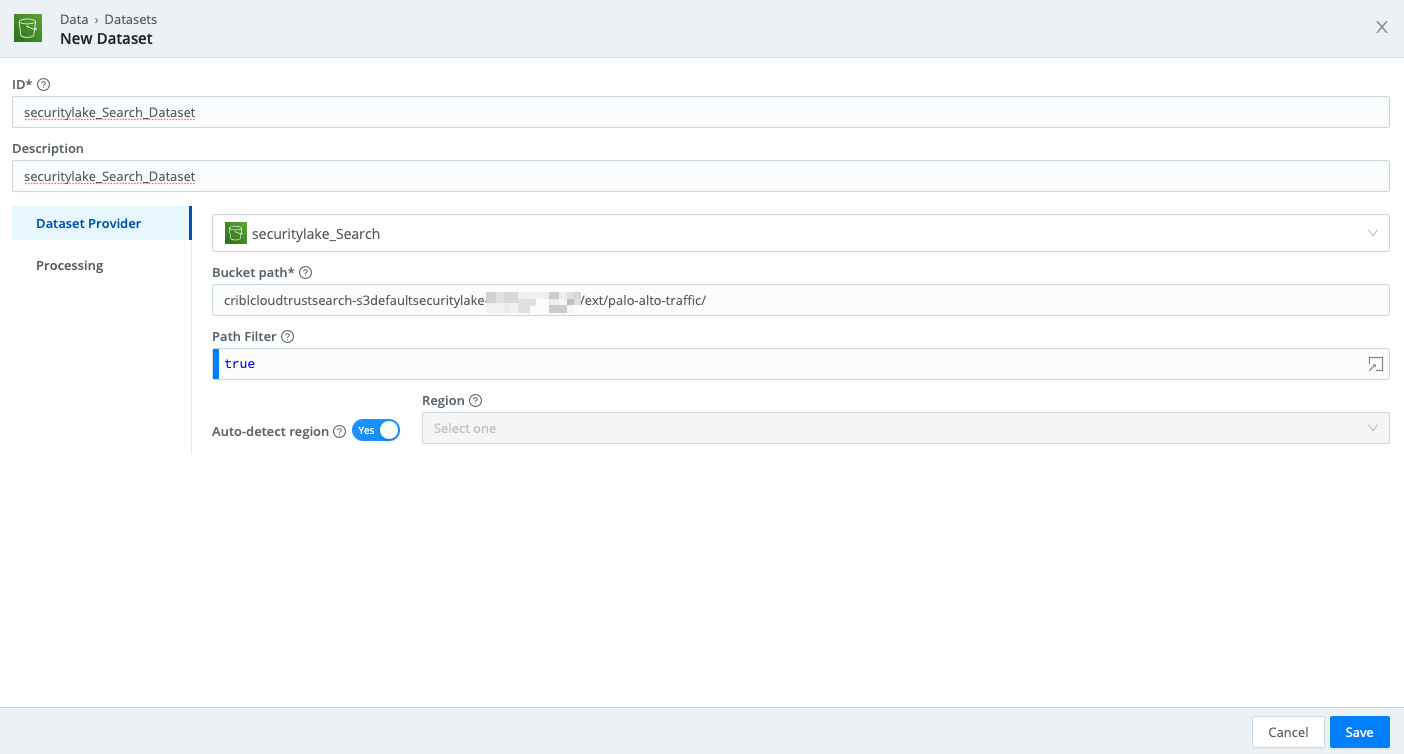 Data › Datasets
New Dataset
ID*
securitylake_Search_Dataset
Description
securitylake_Search_Dataset
Dataset Provider
Processing
securitylake_Search
Bucket path*
criblcloudtrustsearch-s3defaultsecuritylake- /ext/palo-alto-traffic/
Path Filter
true
Region
Auto-detect region Yes
Select one
Cancel Save